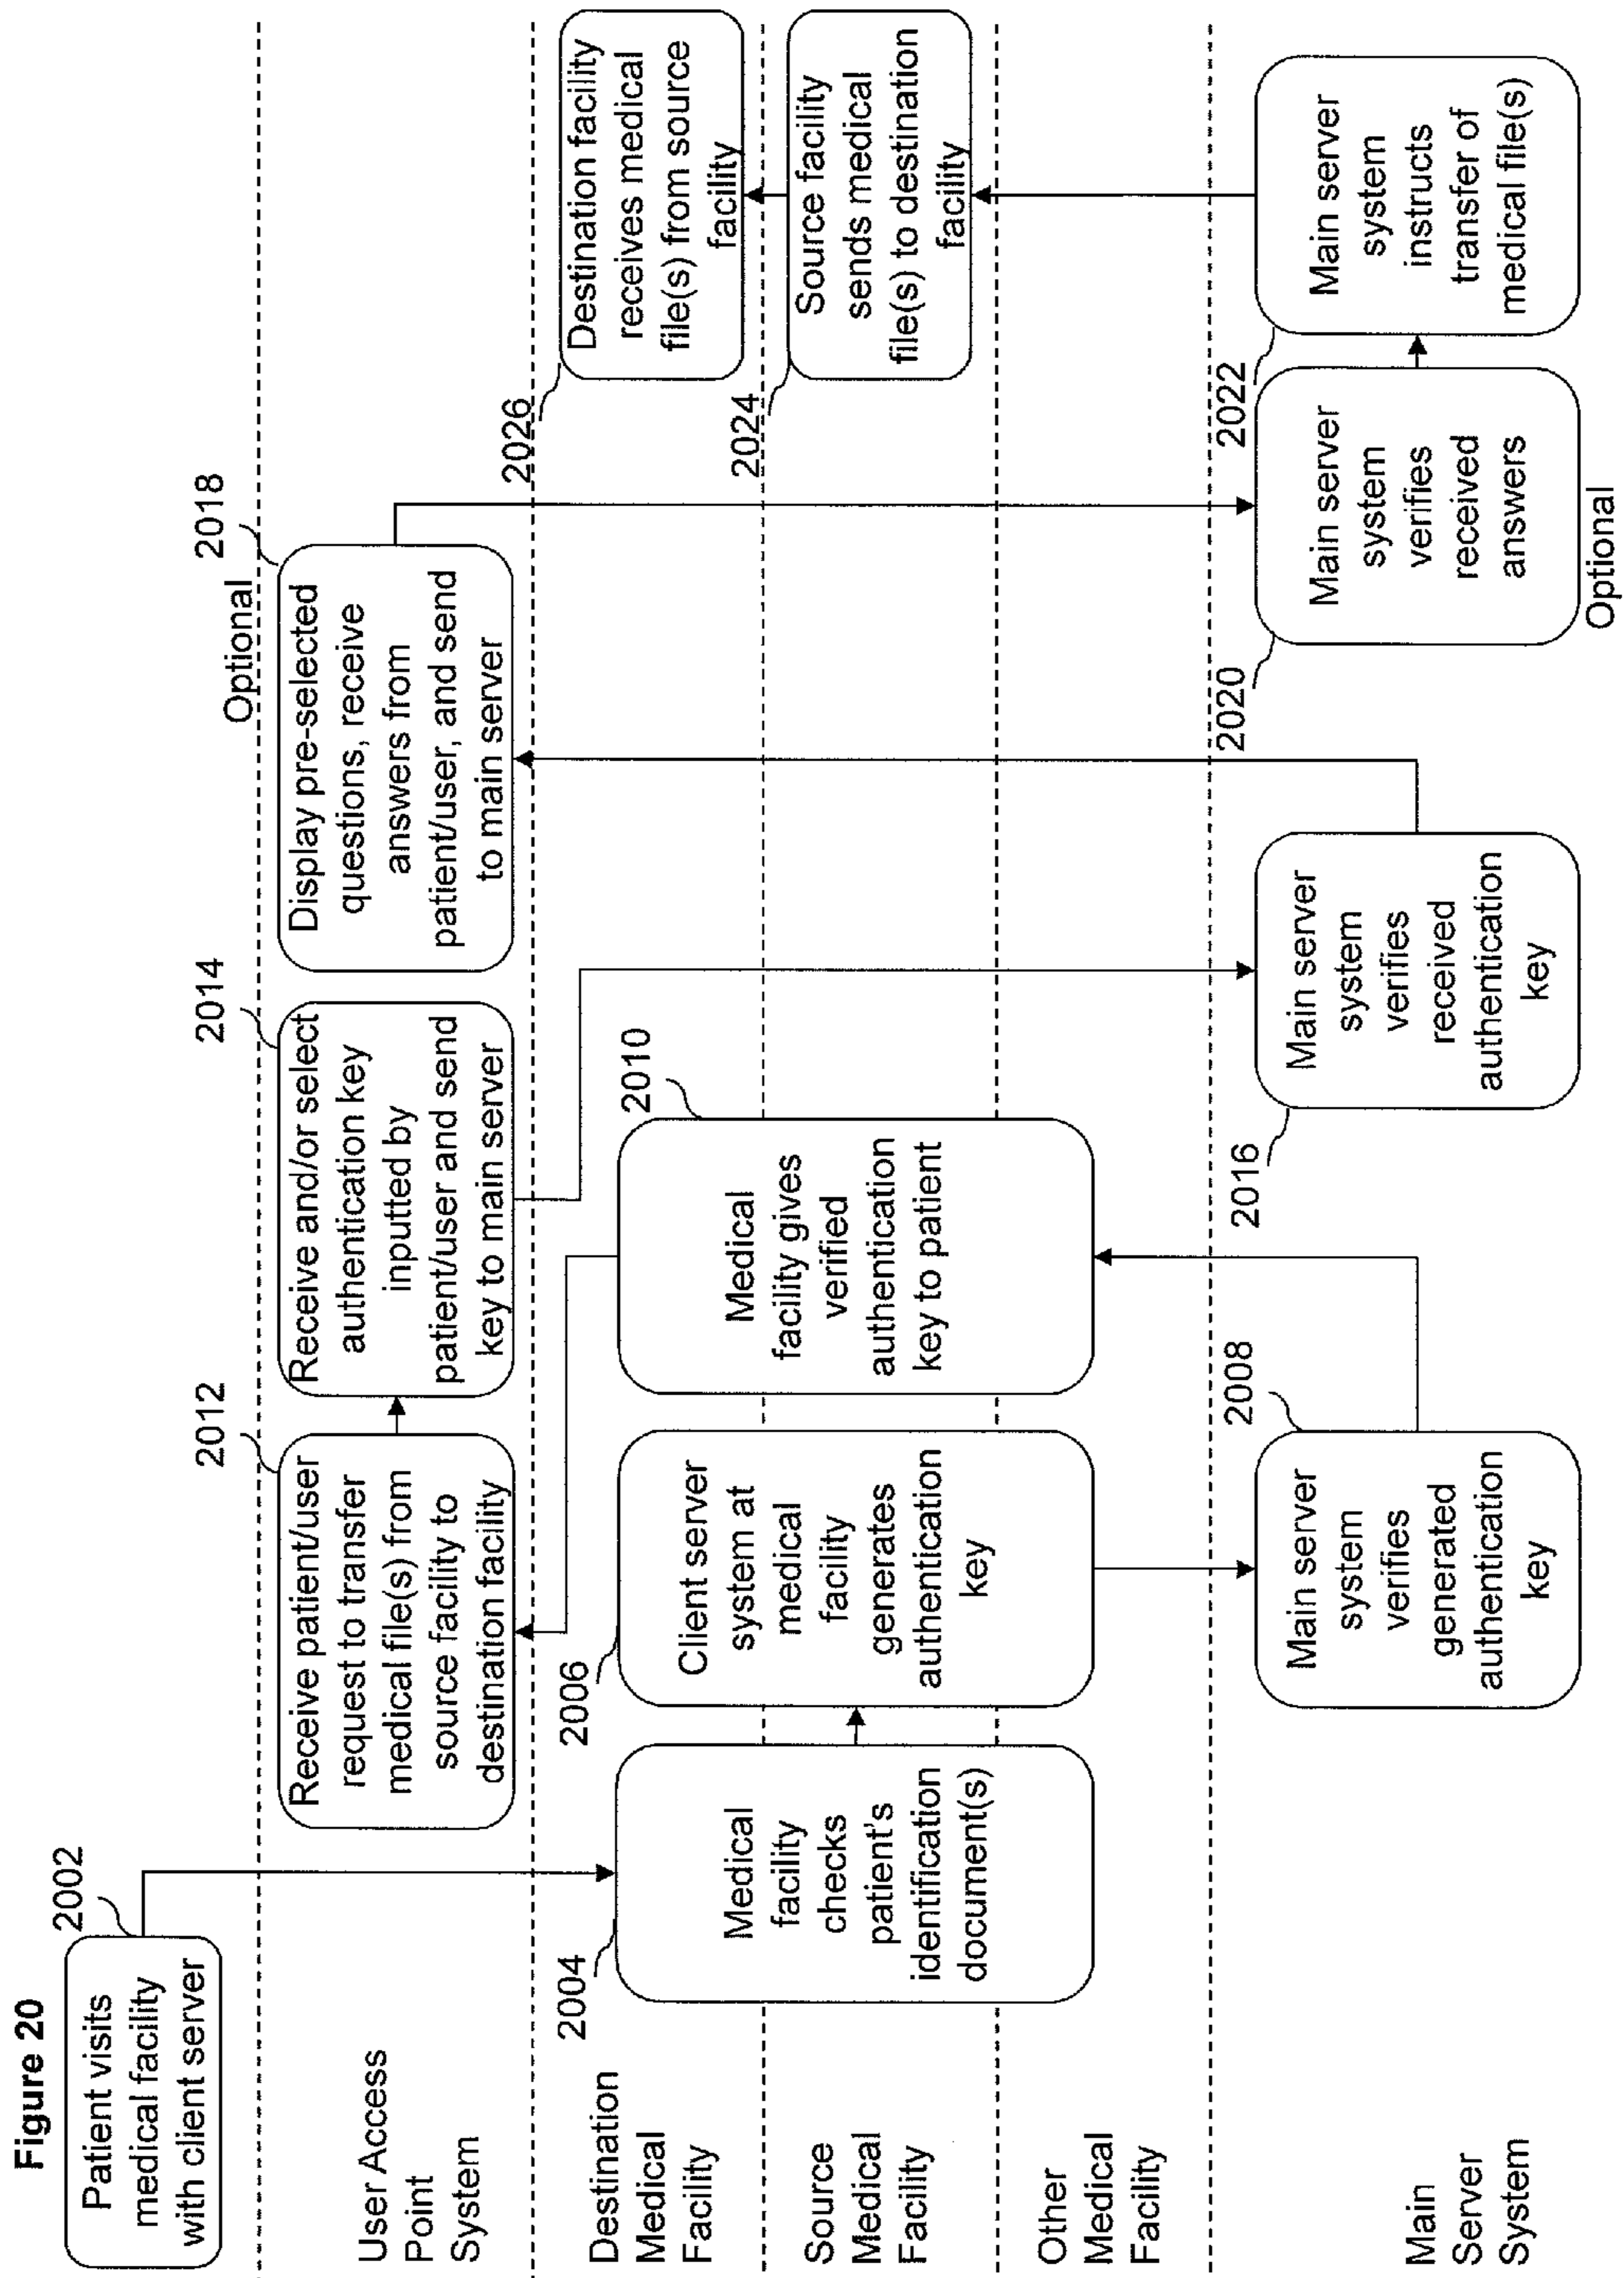 Figure 20
Patient visits
medical facility
with client server
2002
User Access
Point
System
Destination
Medical
Facility
Source
Medical
Facility
Other
Medical
Facility
Main
Server
System
2004
Medical
facility
checks
patient's
identification
document(s)
2006
Client server
system at
medical
facility
generates
authentication
key
2008
Main server
system
verifies
generated
authentication
key
2010
Medical
facility gives
verified
authentication
key to patient
2012
Receive patient/user
request to transfer
medical file(s) from
source facility to
destination facility
2014
Receive and/or select
authentication key
inputted by
patient/user and send
key to main server
2016
Main server
system
verifies
received
authentication
key
2018
Optional
Display pre-selected
questions, receive
answers from
patient/user, and send
to main server
2020
Main server
system
verifies
received
answers
Optional
2022
Main server
system
instructs
transfer of
medical file(s)
2024
Source facility
sends medical
file(s) to destination
facility
2026
Destination facility
receives medical
file(s) from source
facility